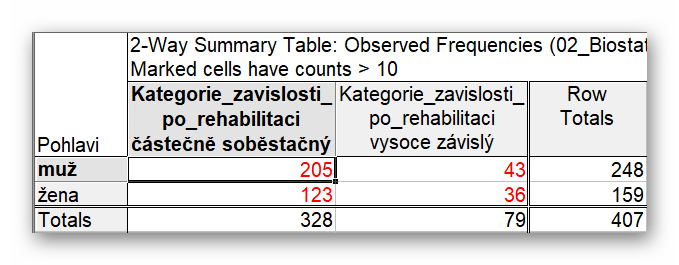 2-Way Summary Table: Observed Frequencies (02_Biostat
Marked cells have counts > 10
Pohlavi Kategorie_zavislosti_ po_rehabilitaci částečně soběstačný Kategorie_zavislosti_ po_rehabilitaci vysoce závislý Row Totals
muž 205 43 248
žena 123 36 159
Totals 328 79 407